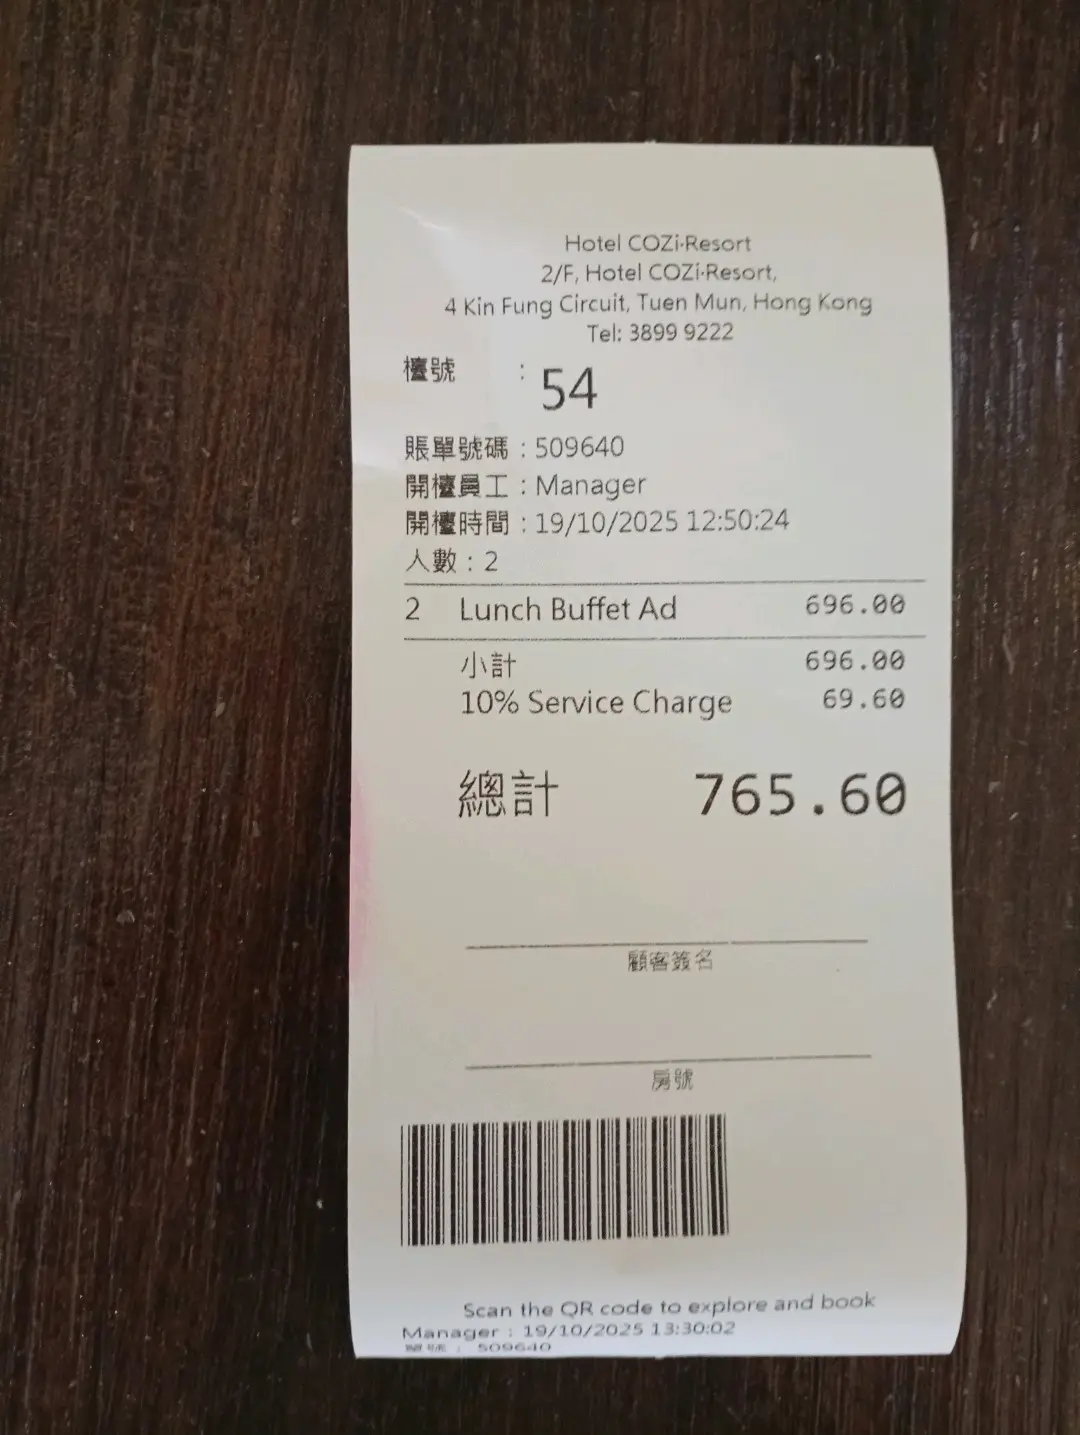 Hotel COZi·Resort
2/F, Hotel COZi·Resort,
4 Kin Fung Circuit, Tuen Mun, Hong Kong
Tel: 3899 9222
檯號 : 54
賬單號碼 : 509640
開檯員工 : Manager
開檯時間 : 19/10/2025 12:50:24
人數 : 2
2 Lunch Buffet Ad 696.00
小計 696.00
10% Service Charge 69.60
總計 765.60
顧客簽名
房號
Scan the QR code to explore and book
Manager : 19/10/2025 13:30:02
單號 : 509640